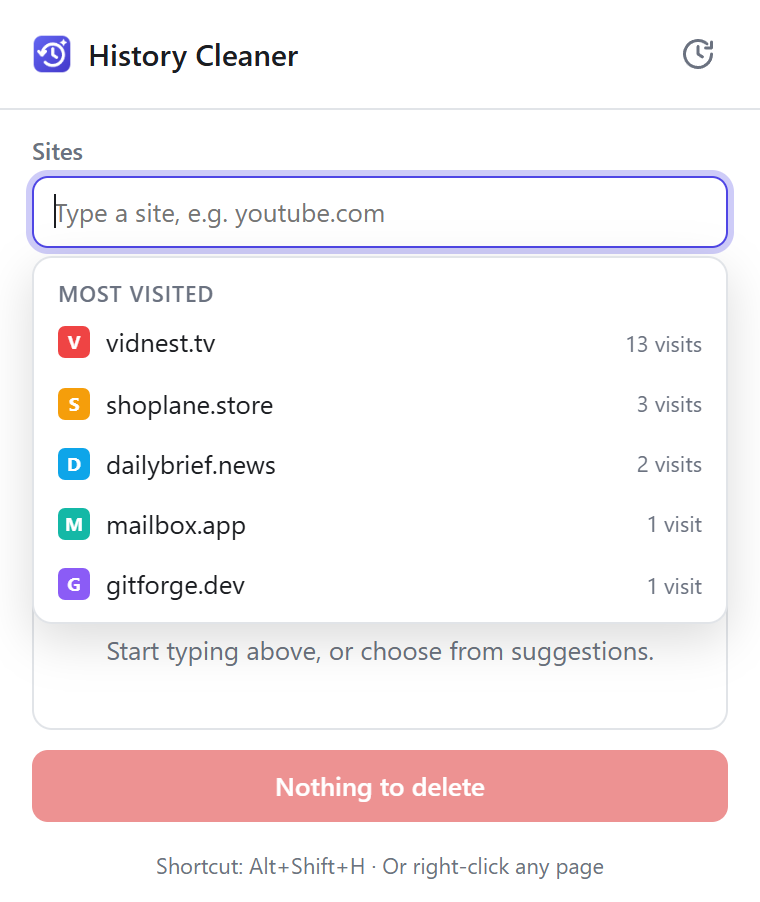 History Cleaner
Sites
Type a site, e.g. youtube.com
MOST VISITED
V vidnest.tv 13 visits
S shoplane.store 3 visits
D dailybrief.news 2 visits
M mailbox.app 1 visit
G gitforge.dev 1 visit
Start typing above, or choose from suggestions.
Nothing to delete
Shortcut: Alt+Shift+H · Or right-click any page